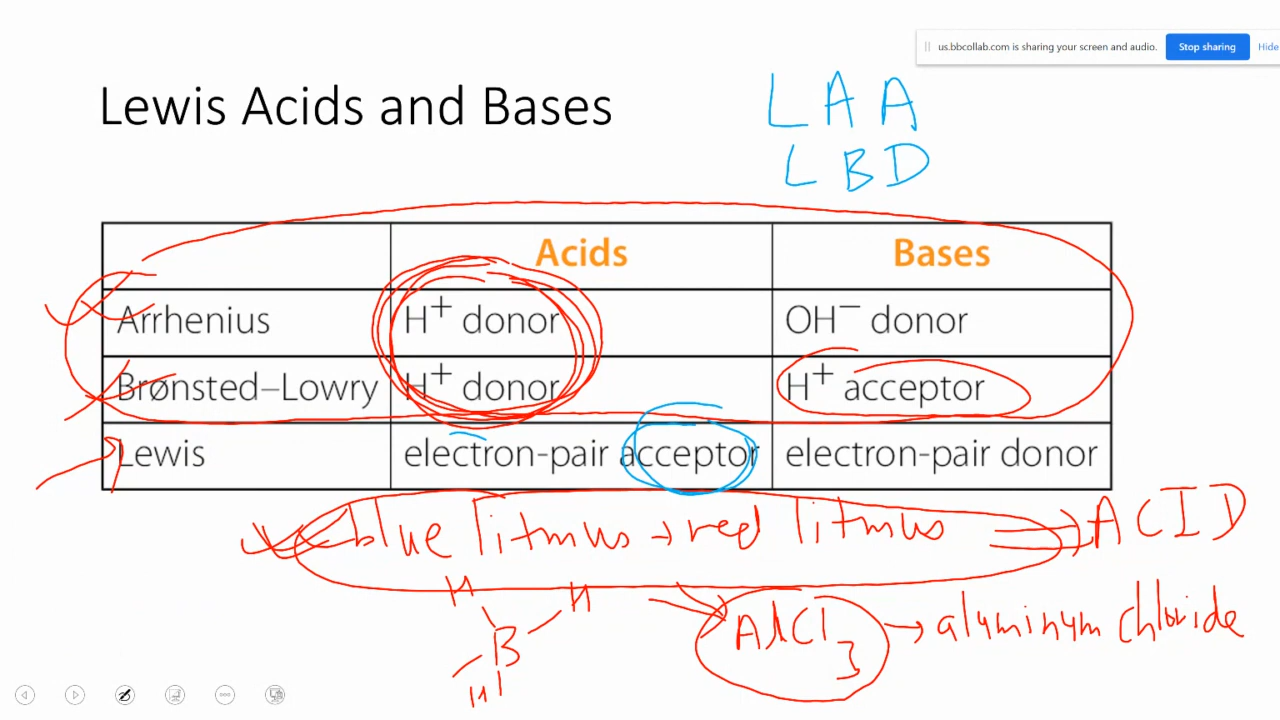 us.bbcollab.com is sharing your screen and audio. Stop sharing Hide
Lewis Acids and Bases
L A A
L B D
Acids Bases
Arrhenius H⁺ donor OH⁻ donor
Brønsted–Lowry H⁺ donor H⁺ acceptor
Lewis electron-pair acceptor electron-pair donor
blue litmus → red litmus ⇒ ACID
H H
B
H
AlCl₃ → aluminum chloride